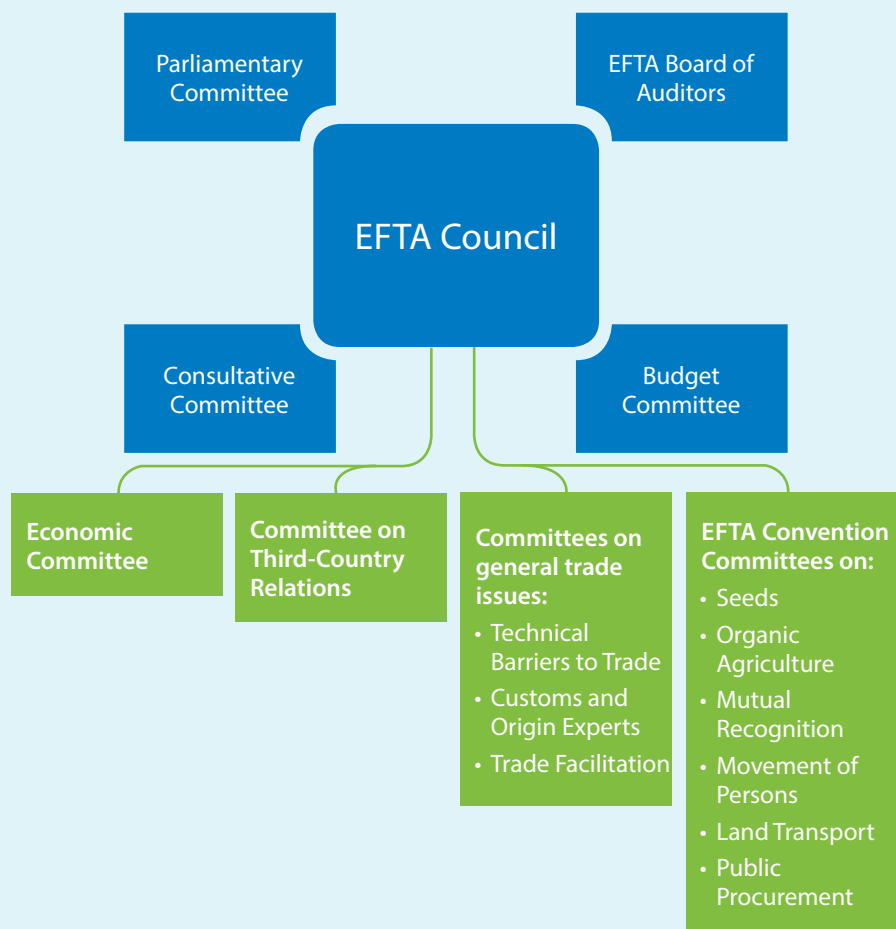 Parliamentary
Committee
EFTA Board of
Auditors
EFTA Council
Consultative
Committee
Budget
Committee
Economic
Committee
Committee on
Third-Country
Relations
Committees on
general trade
issues:
• Technical
Barriers to Trade
• Customs and
Origin Experts
• Trade Facilitation
EFTA Convention
Committees on:
• Seeds
• Organic
Agriculture
• Mutual
Recognition
• Movement of
Persons
• Land Transport
• Public
Procurement